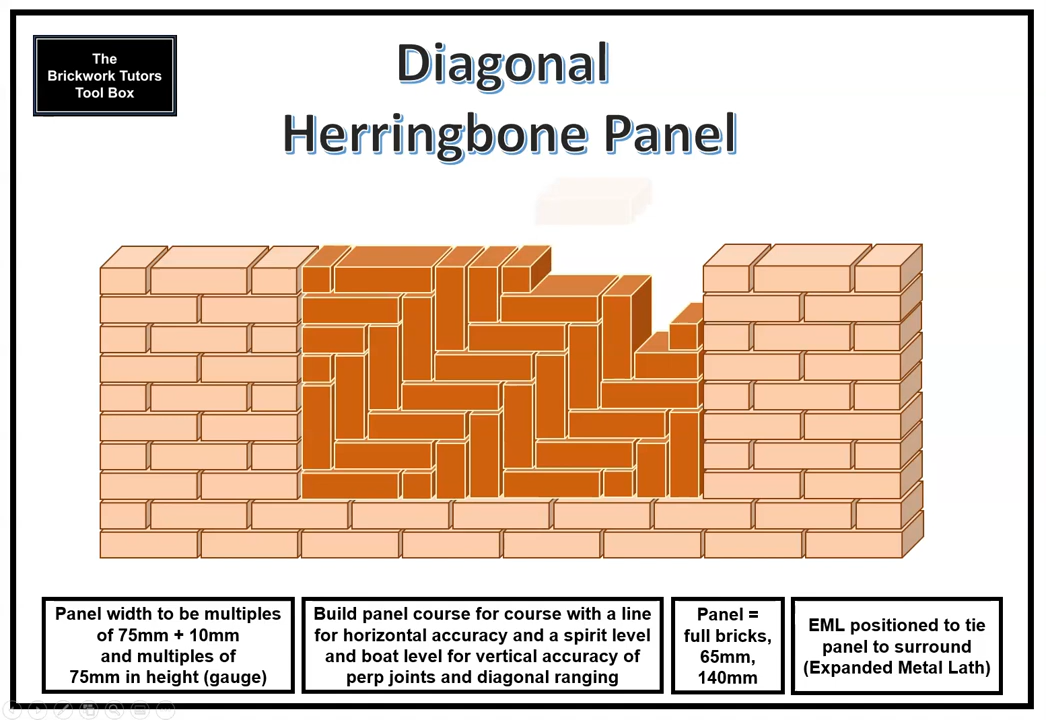 The
Brickwork Tutors
Tool Box
Diagonal
Herringbone Panel
Panel width to be multiples
of 75mm + 10mm
and multiples of
75mm in height (gauge)
Build panel course for course with a line
for horizontal accuracy and a spirit level
and boat level for vertical accuracy of
perp joints and diagonal ranging
Panel =
full bricks,
65mm,
140mm
EML positioned to tie
panel to surround
(Expanded Metal Lath)